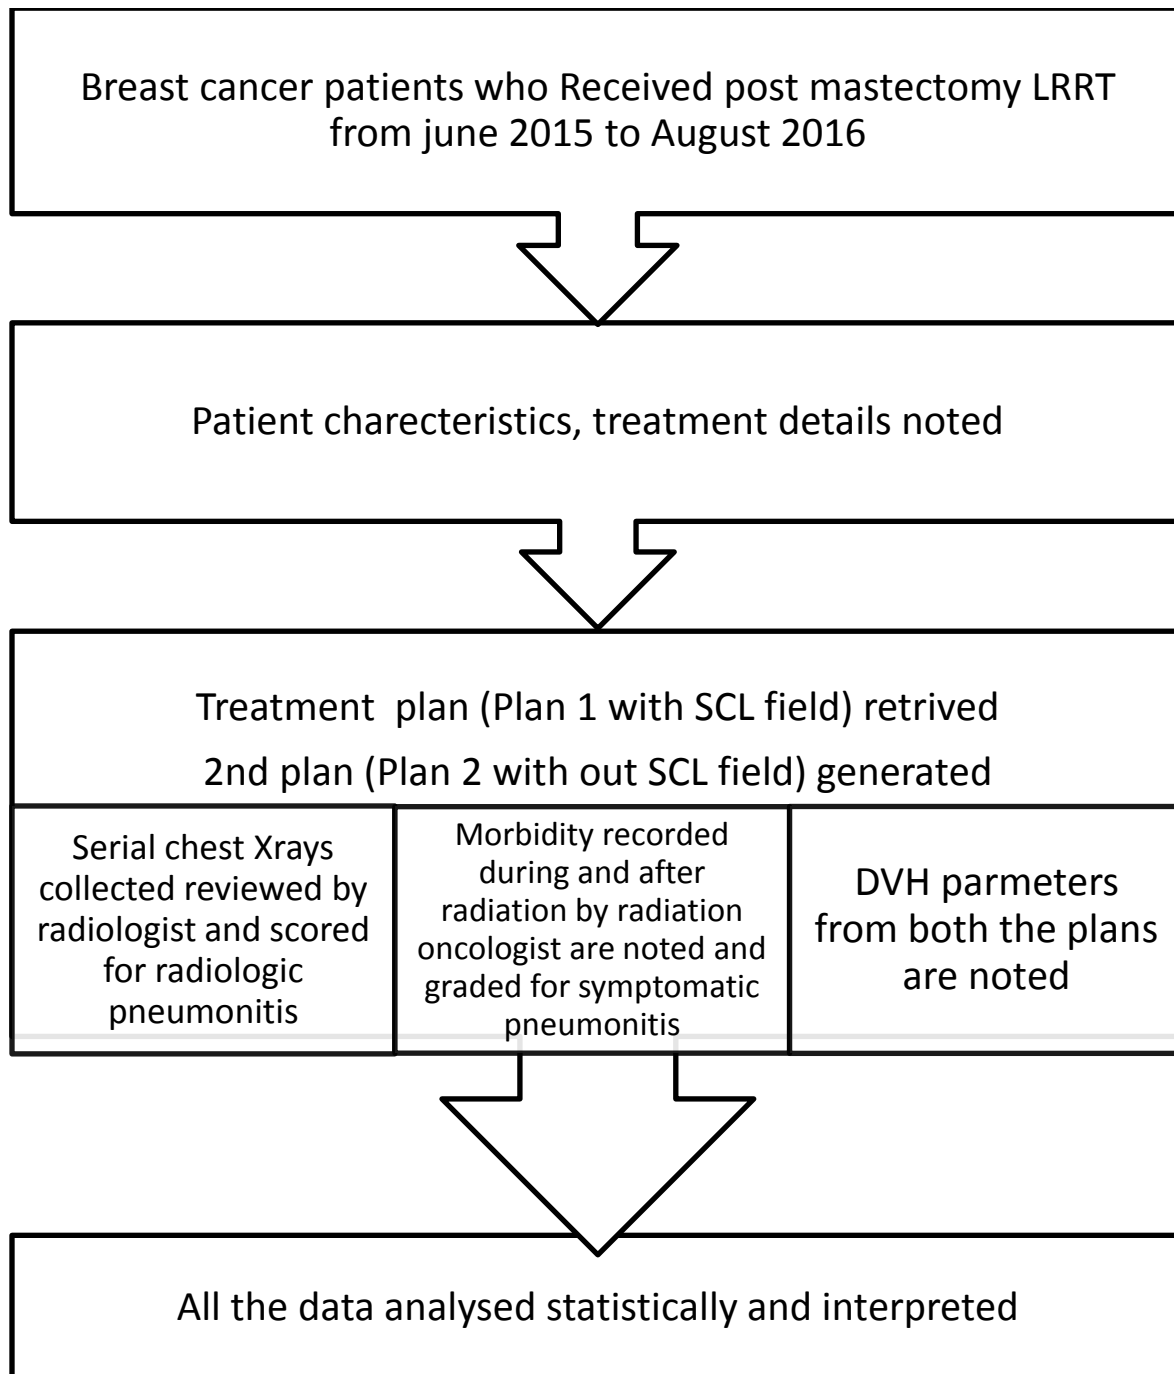 Breast cancer patients who Received post mastectomy LRRT
from june 2015 to August 2016
Patient charecteristics, treatment details noted
Treatment plan (Plan 1 with SCL field) retrived
2nd plan (Plan 2 with out SCL field) generated
Serial chest Xrays
collected reviewed by
radiologist and scored
for radiologic
pneumonitis
Morbidity recorded
during and after
radiation by radiation
oncologist are noted and
graded for symptomatic
pneumonitis
DVH parmeters
from both the plans
are noted
All the data analysed statistically and interpreted